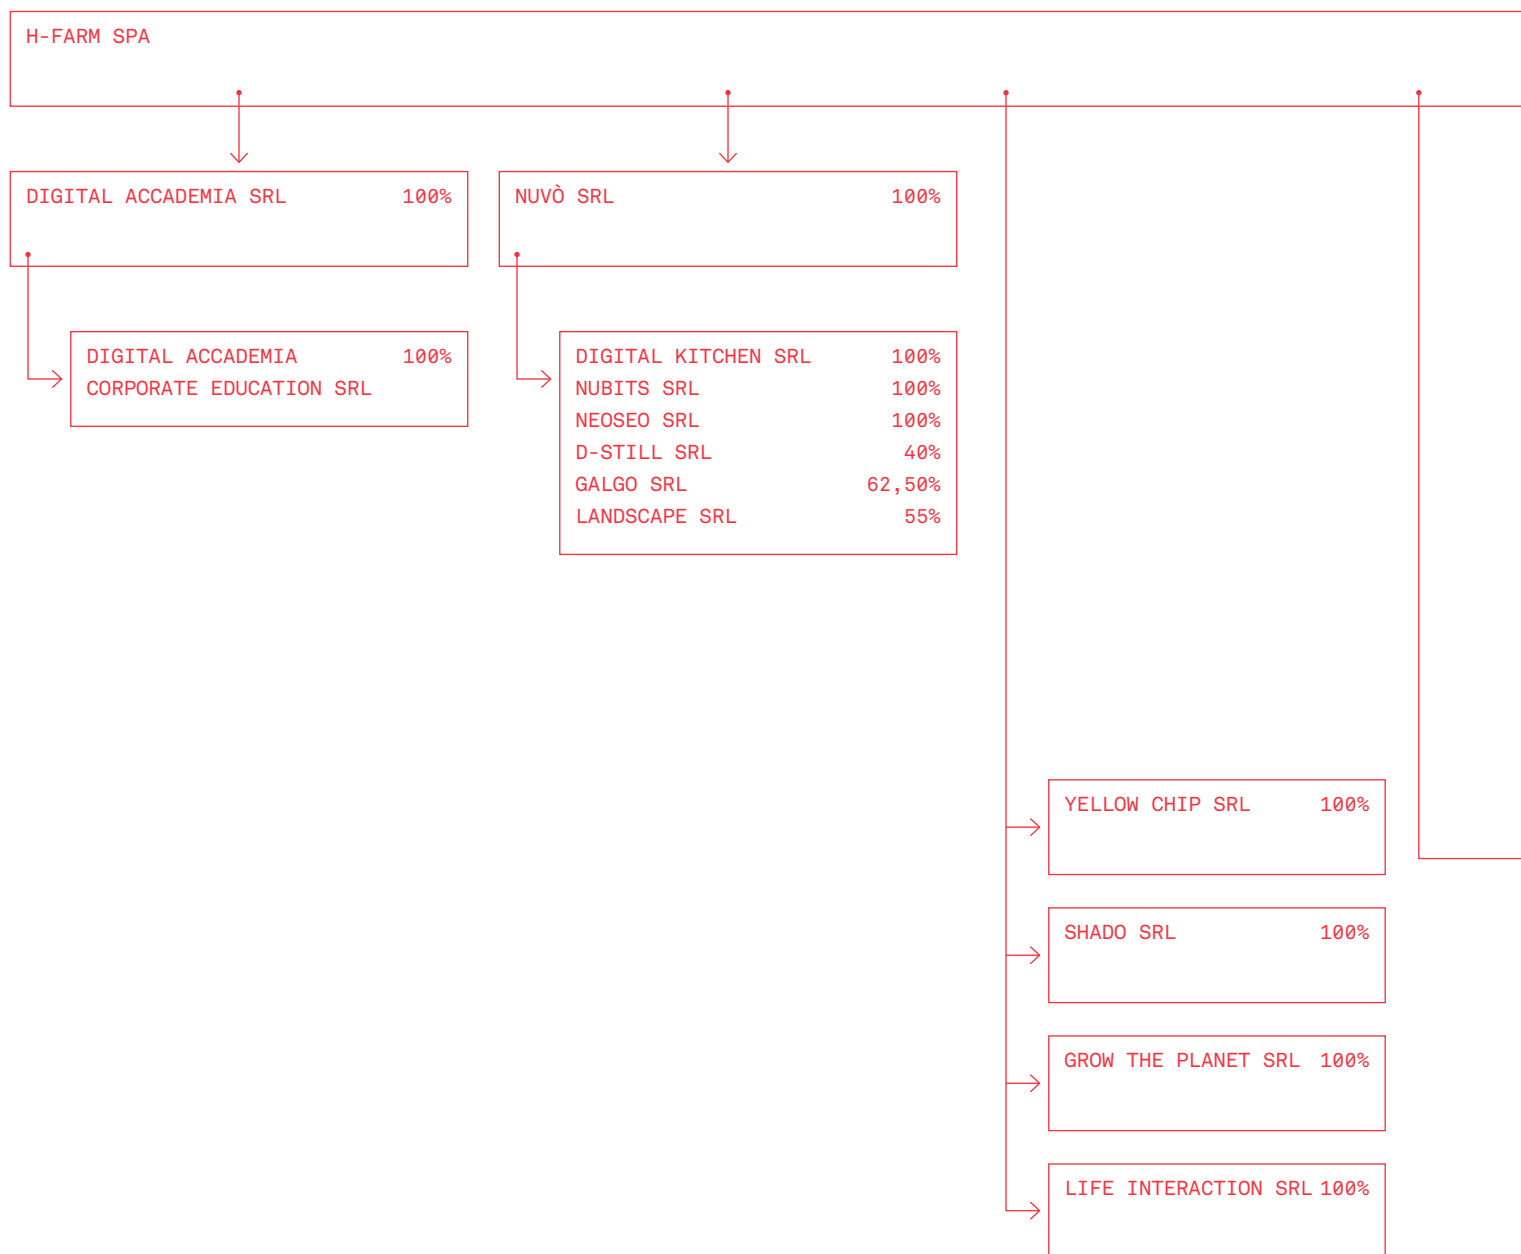 H-FARM SPA
DIGITAL ACCADEMIA SRL 100%
DIGITAL ACCADEMIA 100%
CORPORATE EDUCATION SRL
NUVÒ SRL 100%
DIGITAL KITCHEN SRL 100%
NUBITS SRL 100%
NEOSEO SRL 100%
D-STILL SRL 40%
GALGO SRL 62,50%
LANDSCAPE SRL 55%
YELLOW CHIP SRL 100%
SHADO SRL 100%
GROW THE PLANET SRL 100%
LIFE INTERACTION SRL 100%